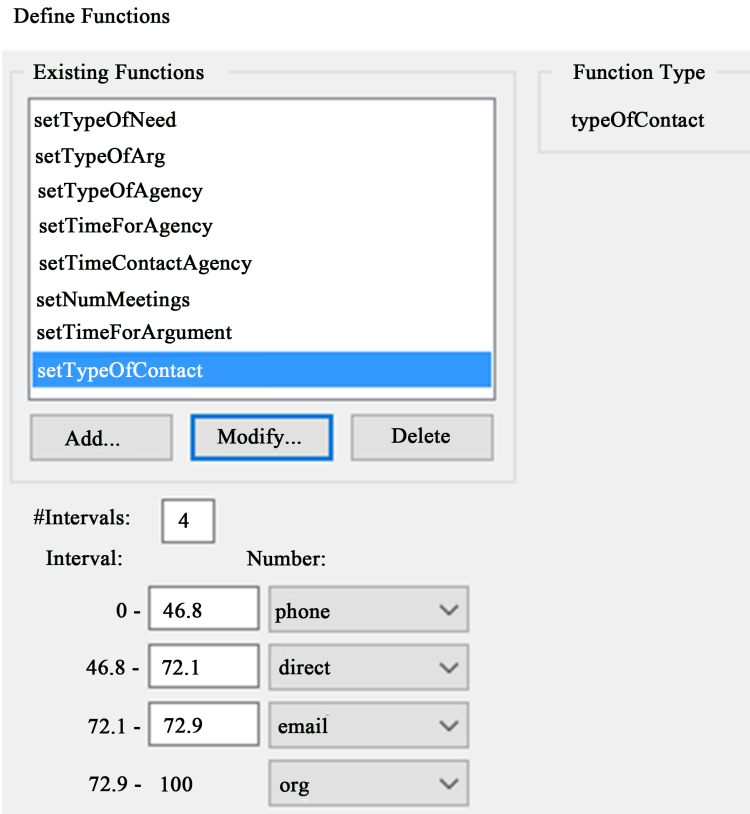 Define Functions
Existing Functions
Function Type
setTypeOfNeed
typeOfContact
setTypeOfArg
setTypeOfAgency
setTimeForAgency
setTimeContactAgency
setNumMeetings
setTimeForArgument
setTypeOfContact
Add... Modify... Delete
#Intervals: 4
Interval: Number:
0 - 46.8 phone
46.8 - 72.1 direct
72.1 - 72.9 email
72.9 - 100 org